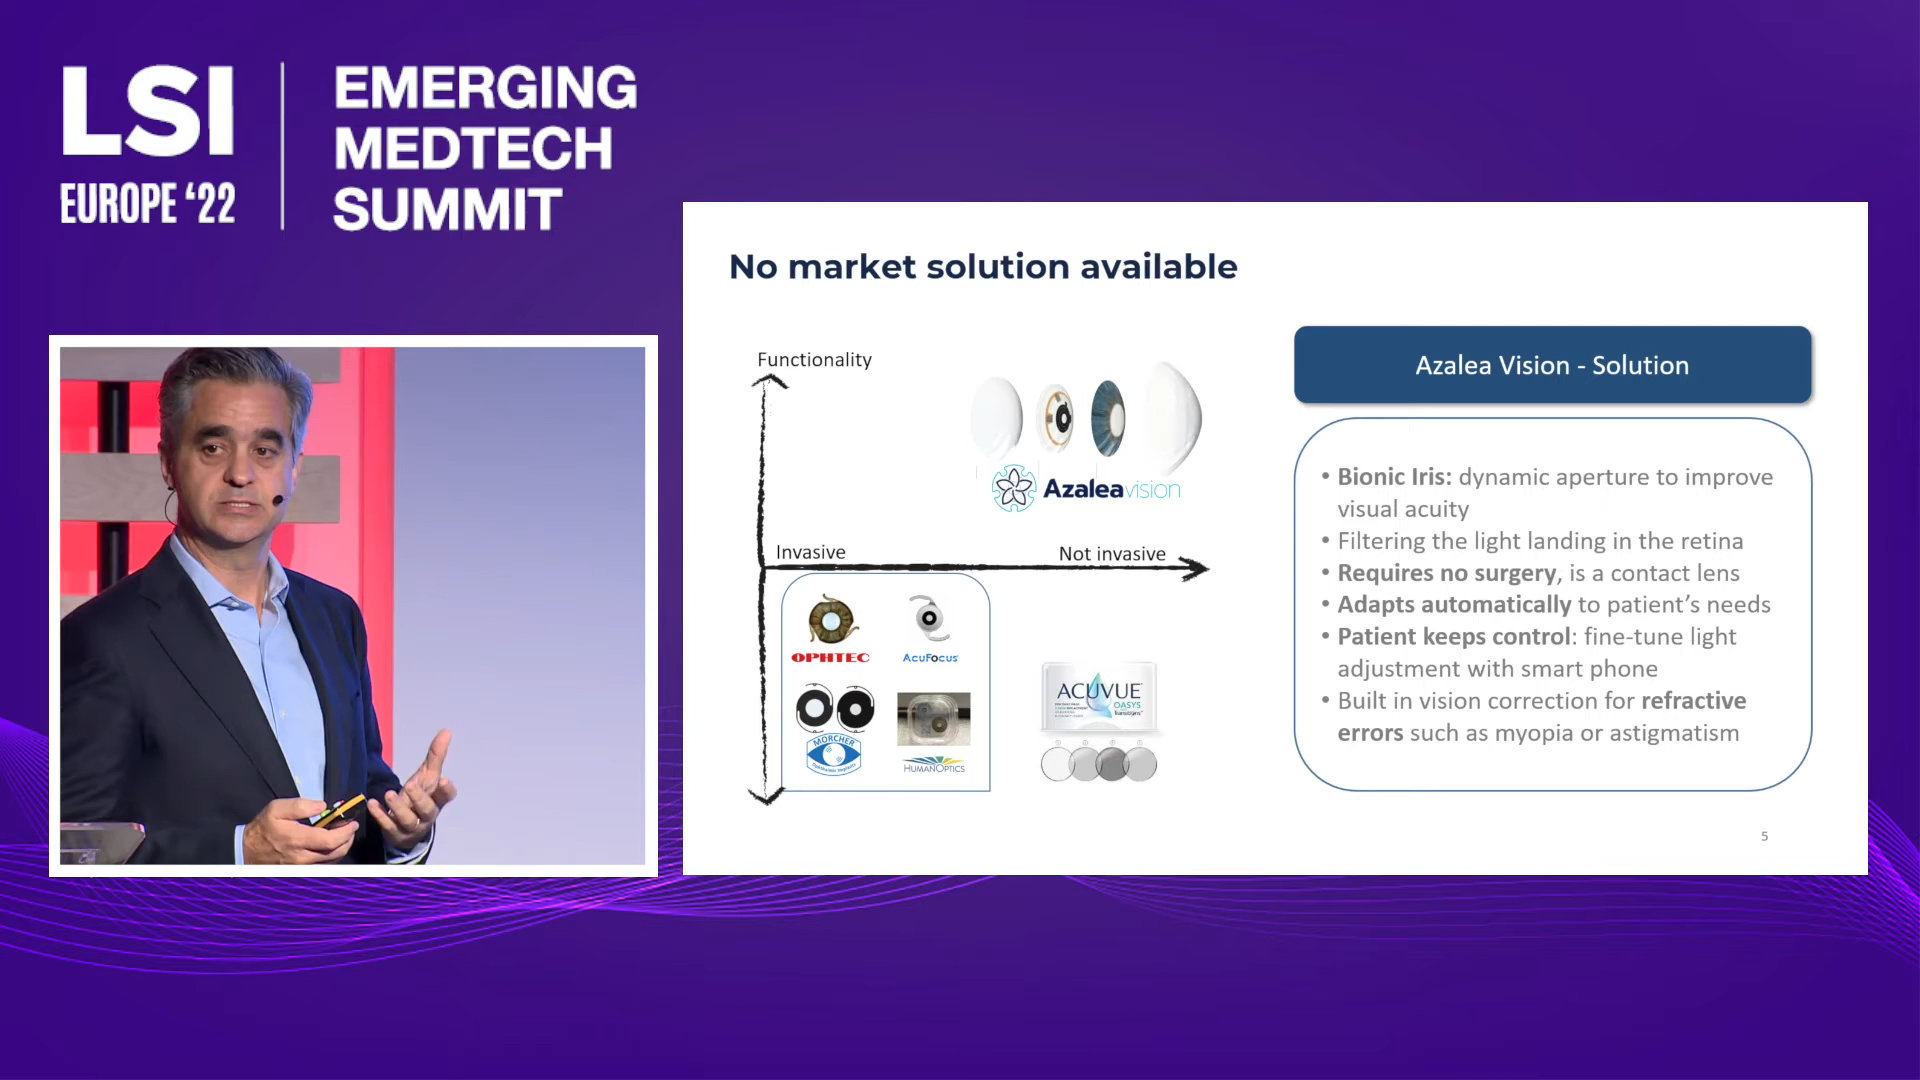 LSI
EUROPE ‘22
EMERGING
MEDTECH
SUMMIT
No market solution available
Functionality
Azaleavision
Invasive
Not invasive
OPHTEC
AcuFocus
MORCHER
HUMANOPTICS
ACUVUE
OASYS
Transitions
Azalea Vision - Solution
• Bionic Iris: dynamic aperture to improve
visual acuity
• Filtering the light landing in the retina
• Requires no surgery, is a contact lens
• Adapts automatically to patient’s needs
• Patient keeps control: fine-tune light
adjustment with smart phone
• Built in vision correction for refractive
errors such as myopia or astigmatism
5